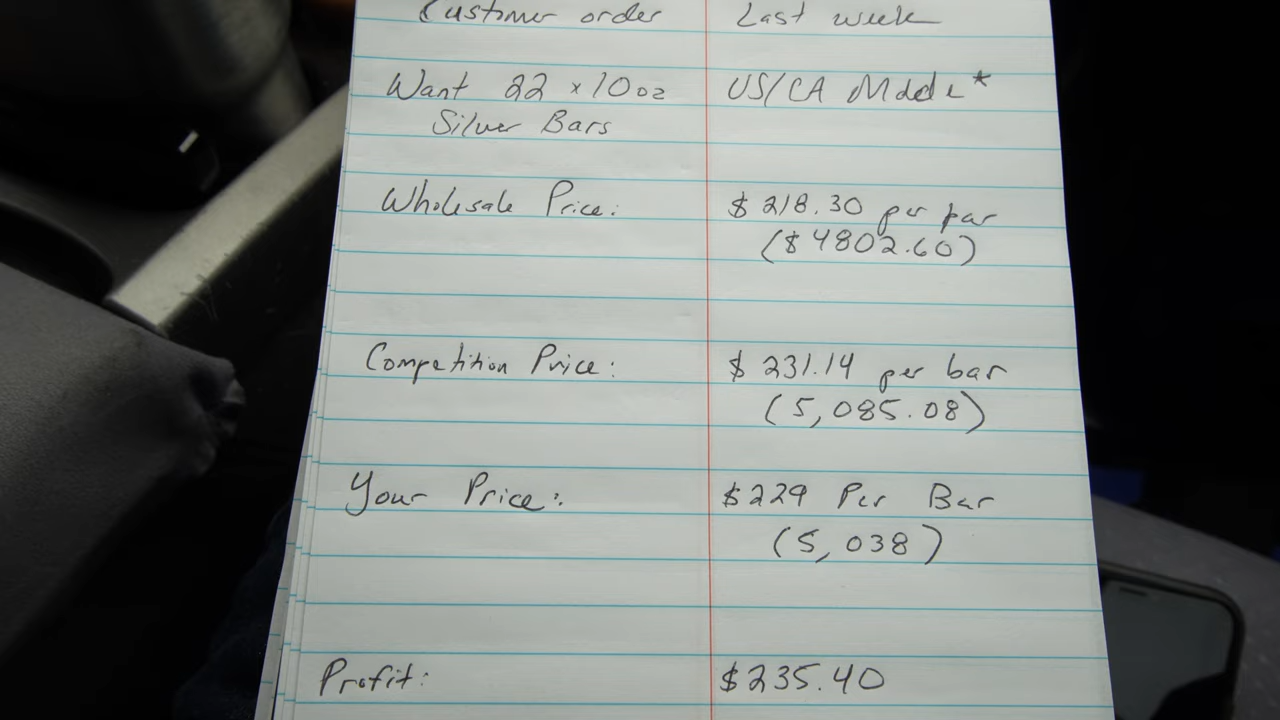 Customer order Last week
Want 22 x 10oz US/CA Made*
Silver Bars
Wholesale Price: $218.30 per bar
($4802.60)
Competition Price: $231.14 per bar
(5,085.08)
Your Price: $229 Per Bar
(5,038)
Profit: $235.40